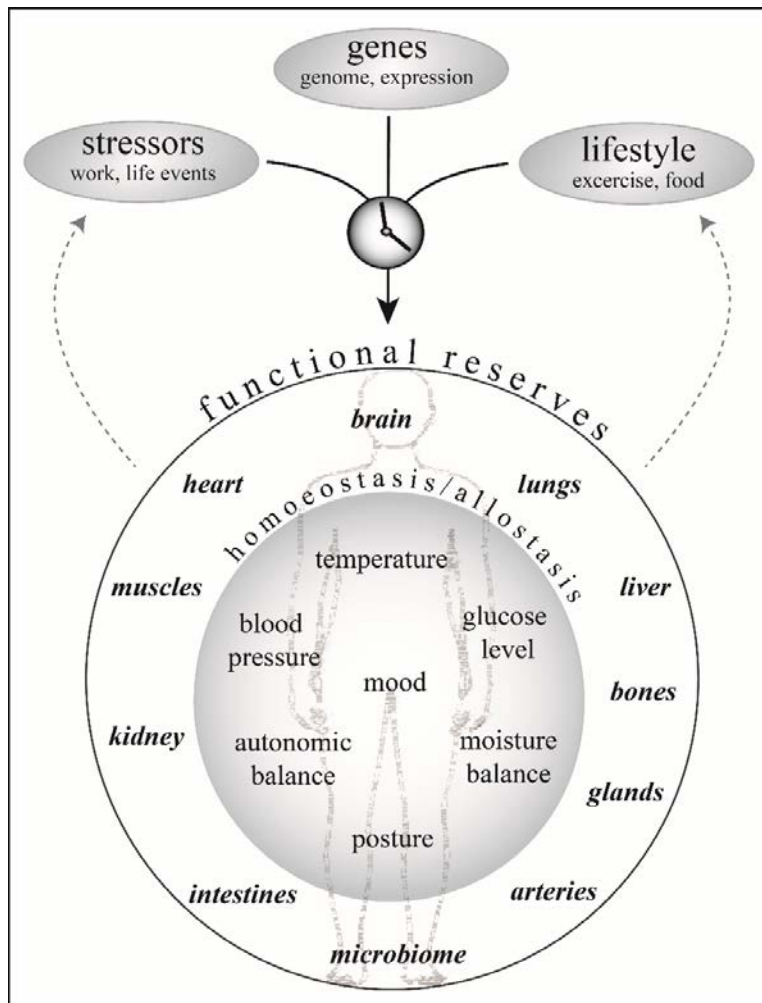 genes
genome, expression
stressors
work, life events
lifestyle
excercise, food
functional reserves
brain
heart
lungs
homoeostasis/allostasis
temperature
muscles
liver
blood
pressure
glucose
level
mood
bones
kidney
autonomic
balance
moisture
balance
glands
posture
intestines
arteries
microbiome